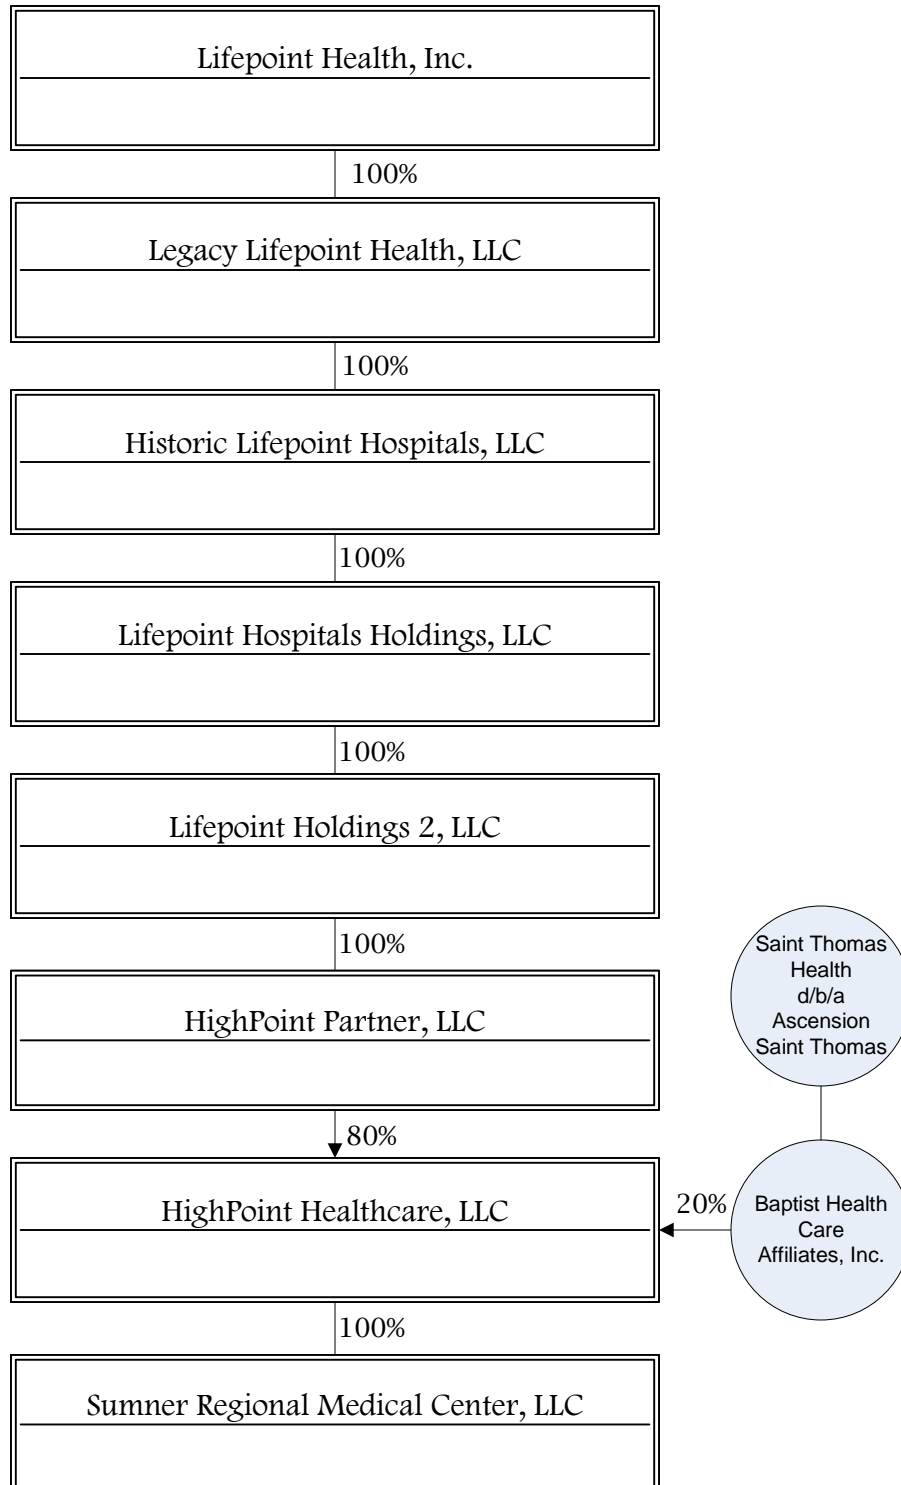 Lifepoint Health, Inc.
100%
Legacy Lifepoint Health, LLC
100%
Historic Lifepoint Hospitals, LLC
100%
Lifepoint Hospitals Holdings, LLC
100%
Lifepoint Holdings 2, LLC
100%
HighPoint Partner, LLC
Saint Thomas
Health
d/b/a
Ascension
Saint Thomas
80%
HighPoint Healthcare, LLC
20%
Baptist Health
Care
Affiliates, Inc.
100%
Sumner Regional Medical Center, LLC